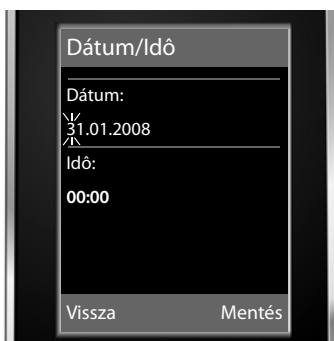 Dátum/Idô
Dátum:
31.01.2008
Idô:
00:00
Vissza Mentés